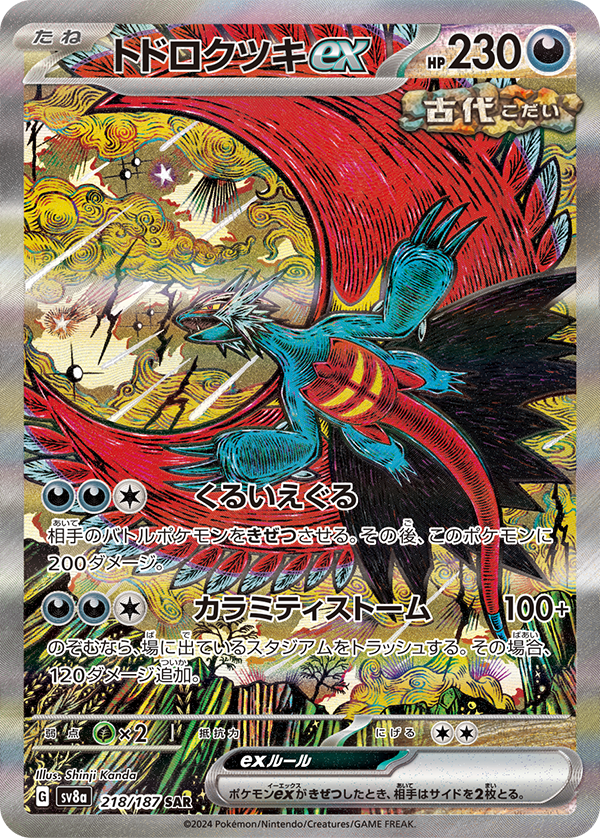 たね トドロクツキex HP230
古代 こだい
くるいえぐる
相手のバトルポケモンをきぜつさせる。その後、このポケモンに
200ダメージ。
カラミティストーム 100+
のぞむなら、場に出ているスタジアムをトラッシュする。その場合、
120ダメージ追加。
弱点 ×2 抵抗力 にげる
Illus. Shinji Kanda
exルール
ポケモンexがきぜつしたとき、相手はサイドを2枚とる。
G sv8a 218/187 SAR
©2024 Pokémon/Nintendo/Creatures/GAME FREAK.